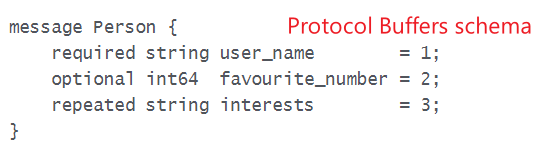 message Person {
Protocol Buffers schema
    required string user_name         = 1;
    optional int64  favourite_number = 2;
    repeated string interests         = 3;
}